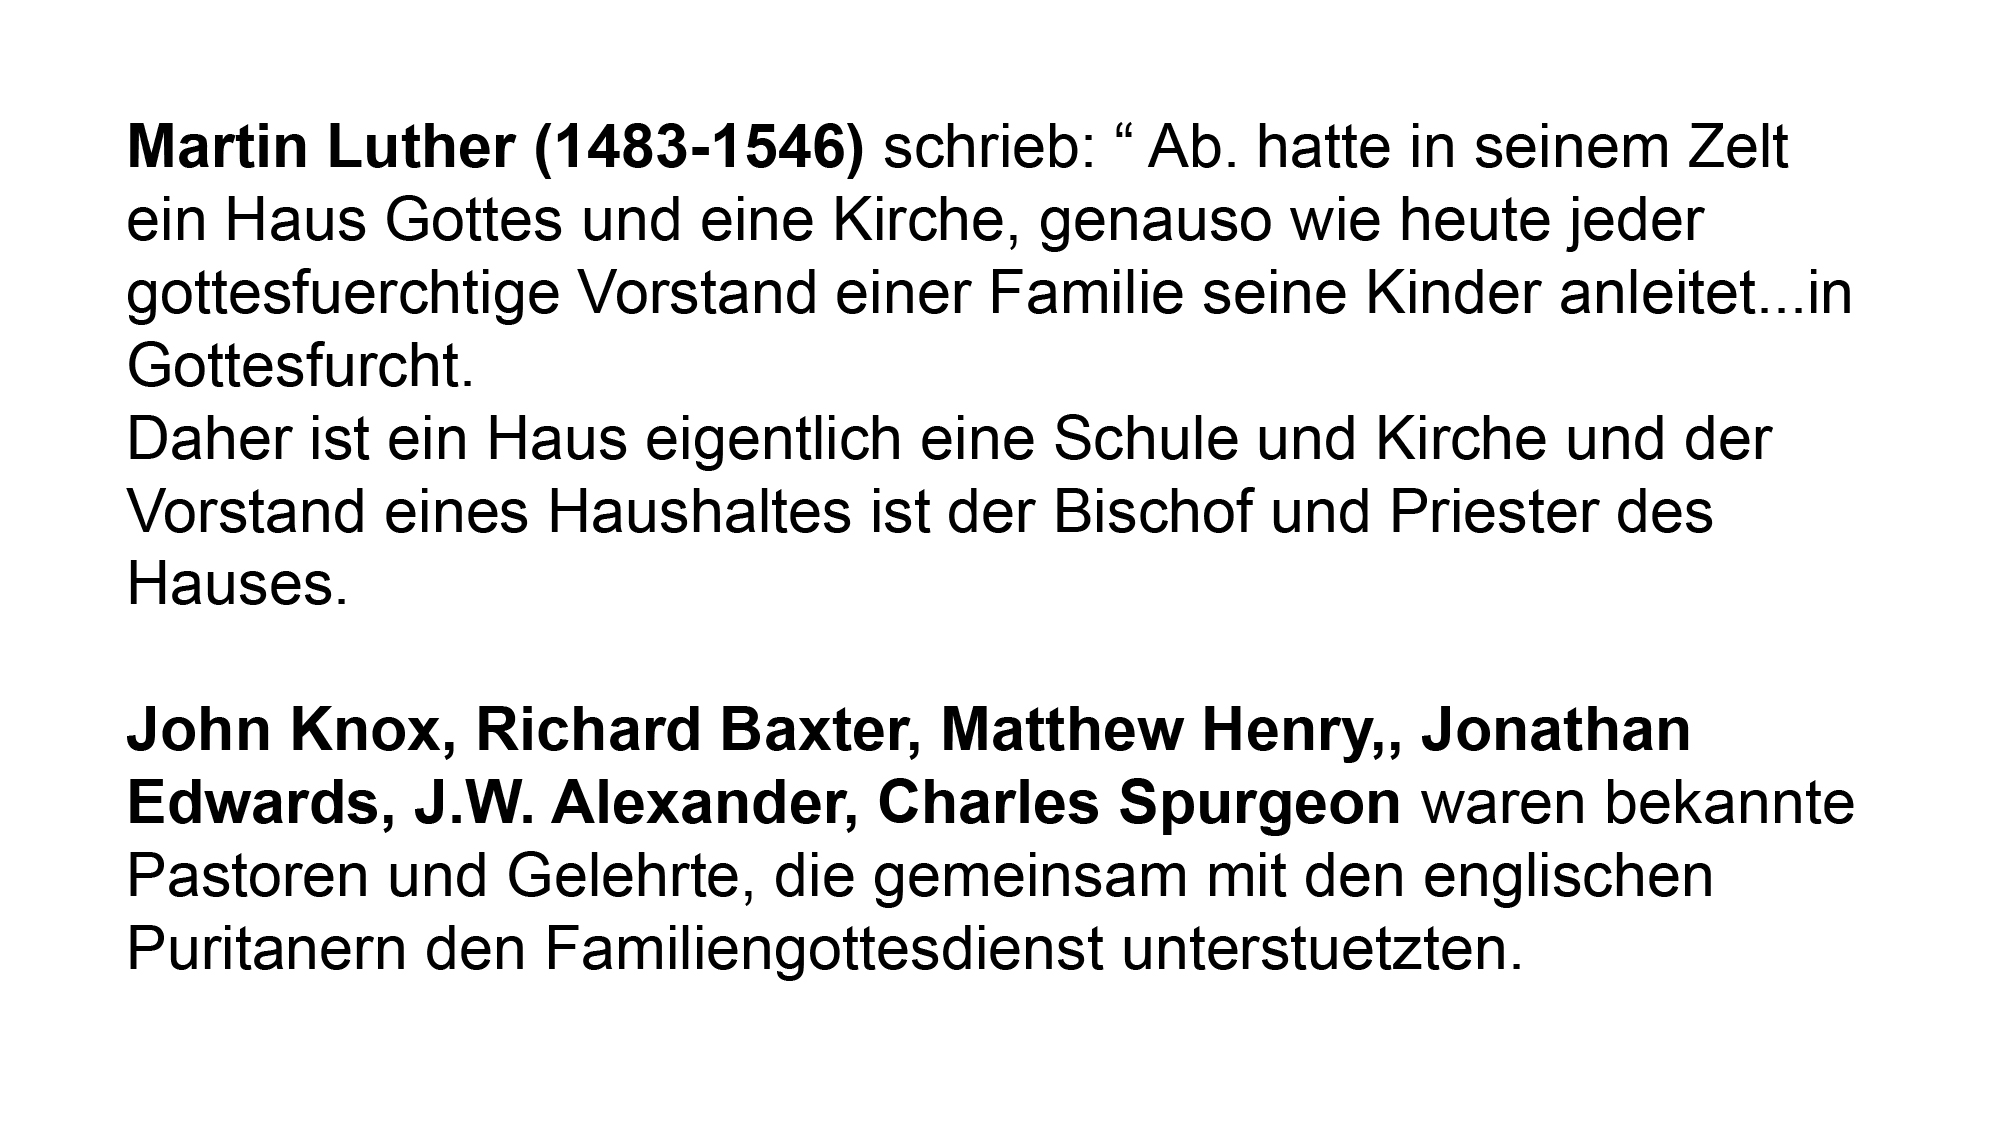 Martin Luther (1483-1546) schrieb: “ Ab. hatte in seinem Zelt
ein Haus Gottes und eine Kirche, genauso wie heute jeder
gottesfuerchtige Vorstand einer Familie seine Kinder anleitet...in
Gottesfurcht.
Daher ist ein Haus eigentlich eine Schule und Kirche und der
Vorstand eines Haushaltes ist der Bischof und Priester des
Hauses.
John Knox, Richard Baxter, Matthew Henry,, Jonathan
Edwards, J.W. Alexander, Charles Spurgeon waren bekannte
Pastoren und Gelehrte, die gemeinsam mit den englischen
Puritanern den Familiengottesdienst unterstuetzten.